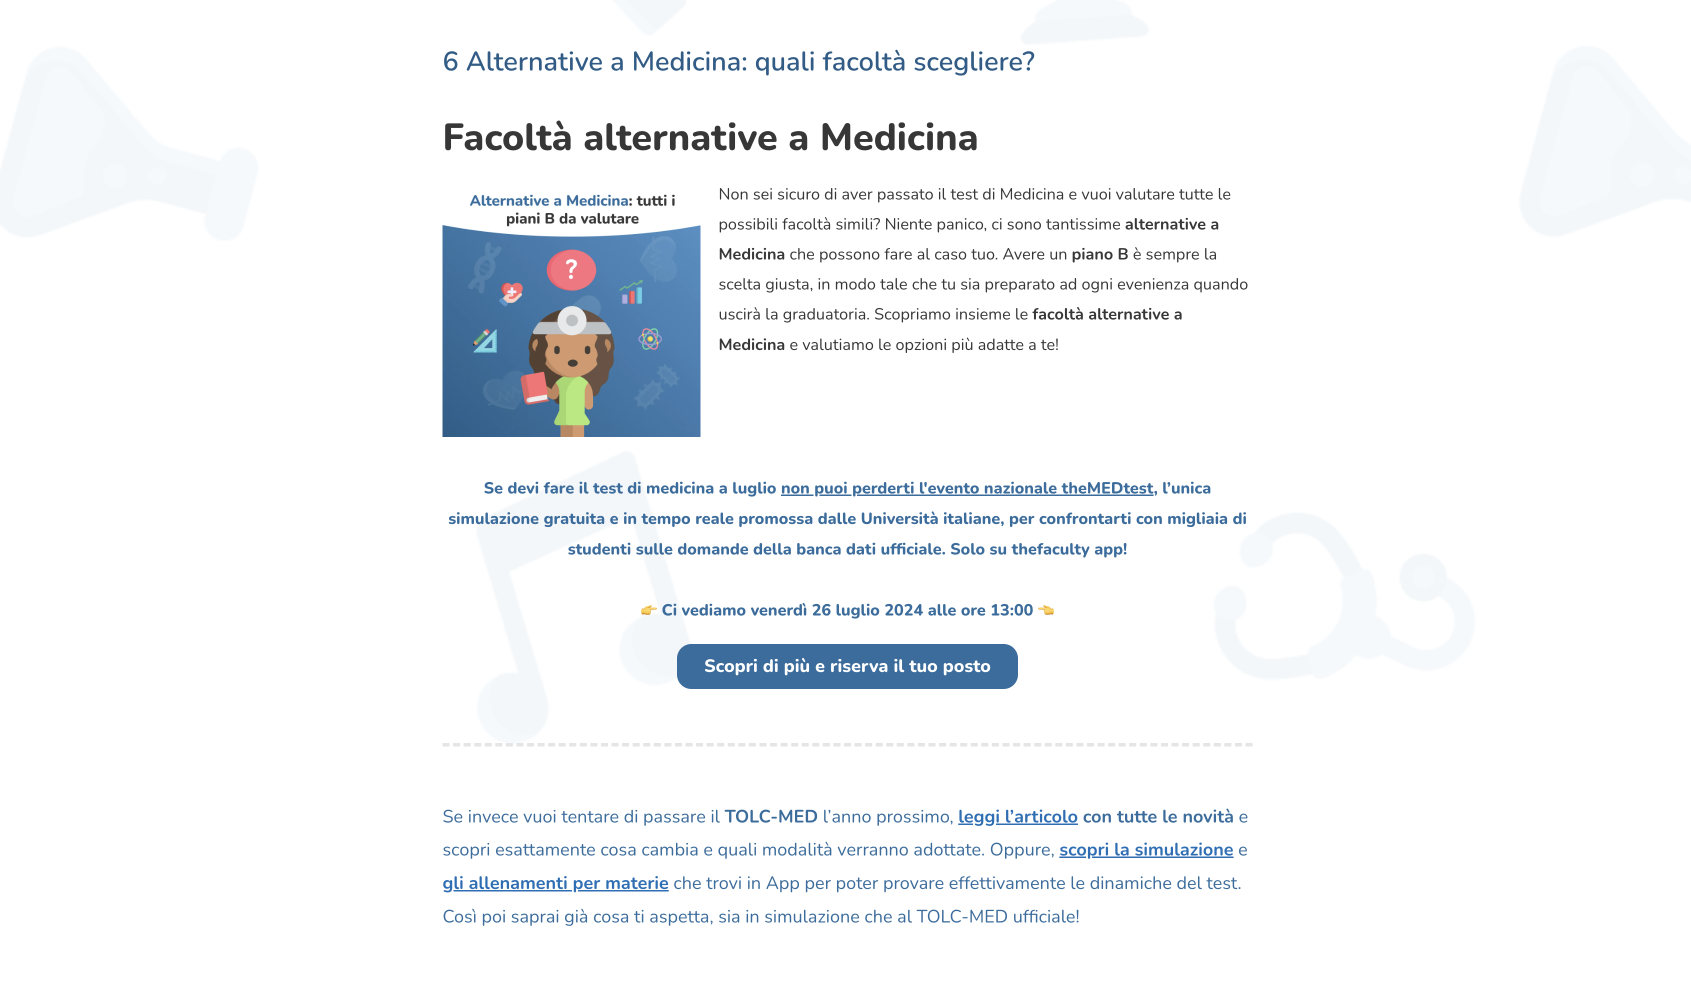 6 Alternative a Medicina: quali facoltà scegliere?
Facoltà alternative a Medicina
Alternative a Medicina: tutti i
piani B da valutare
?
Non sei sicuro di aver passato il test di Medicina e vuoi valutare tutte le
possibili facoltà simili? Niente panico, ci sono tantissime alternative a
Medicina che possono fare al caso tuo. Avere un piano B è sempre la
scelta giusta, in modo tale che tu sia preparato ad ogni evenienza quando
uscirà la graduatoria. Scopriamo insieme le facoltà alternative a
Medicina e valutiamo le opzioni più adatte a te!
Se devi fare il test di medicina a luglio non puoi perderti l'evento nazionale theMEDtest, l’unica
simulazione gratuita e in tempo reale promossa dalle Università italiane, per confrontarti con migliaia di
studenti sulle domande della banca dati ufficiale. Solo su thefaculty app!
👉 Ci vediamo venerdì 26 luglio 2024 alle ore 13:00 👈
Scopri di più e riserva il tuo posto
Se invece vuoi tentare di passare il TOLC-MED l’anno prossimo, leggi l’articolo con tutte le novità e
scopri esattamente cosa cambia e quali modalità verranno adottate. Oppure, scopri la simulazione e
gli allenamenti per materie che trovi in App per poter provare effettivamente le dinamiche del test.
Così poi saprai già cosa ti aspetta, sia in simulazione che al TOLC-MED ufficiale!